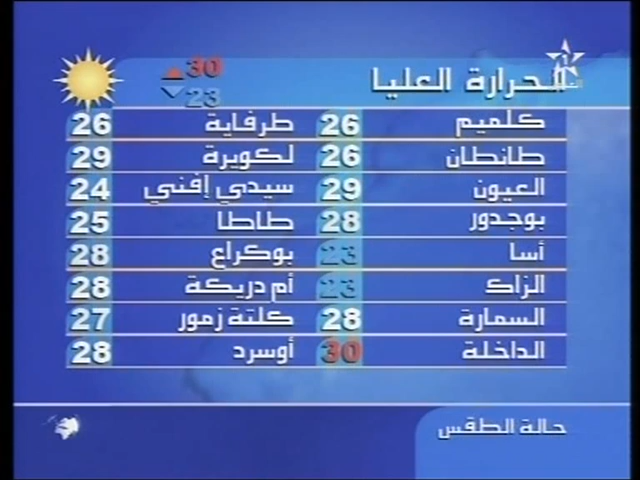 الحرارة العليا 30
23
كلميم 26 طرفاية 26
طانطان 26 لكويرة 29
العيون 29 سيدي إفني 24
بوجدور 28 طاطا 25
أسا 23 بوكراع 28
الزاك 23 أم دريكة 28
السمارة 28 كلتة زمور 27
الداخلة 30 أوسرد 28
حالة الطقس